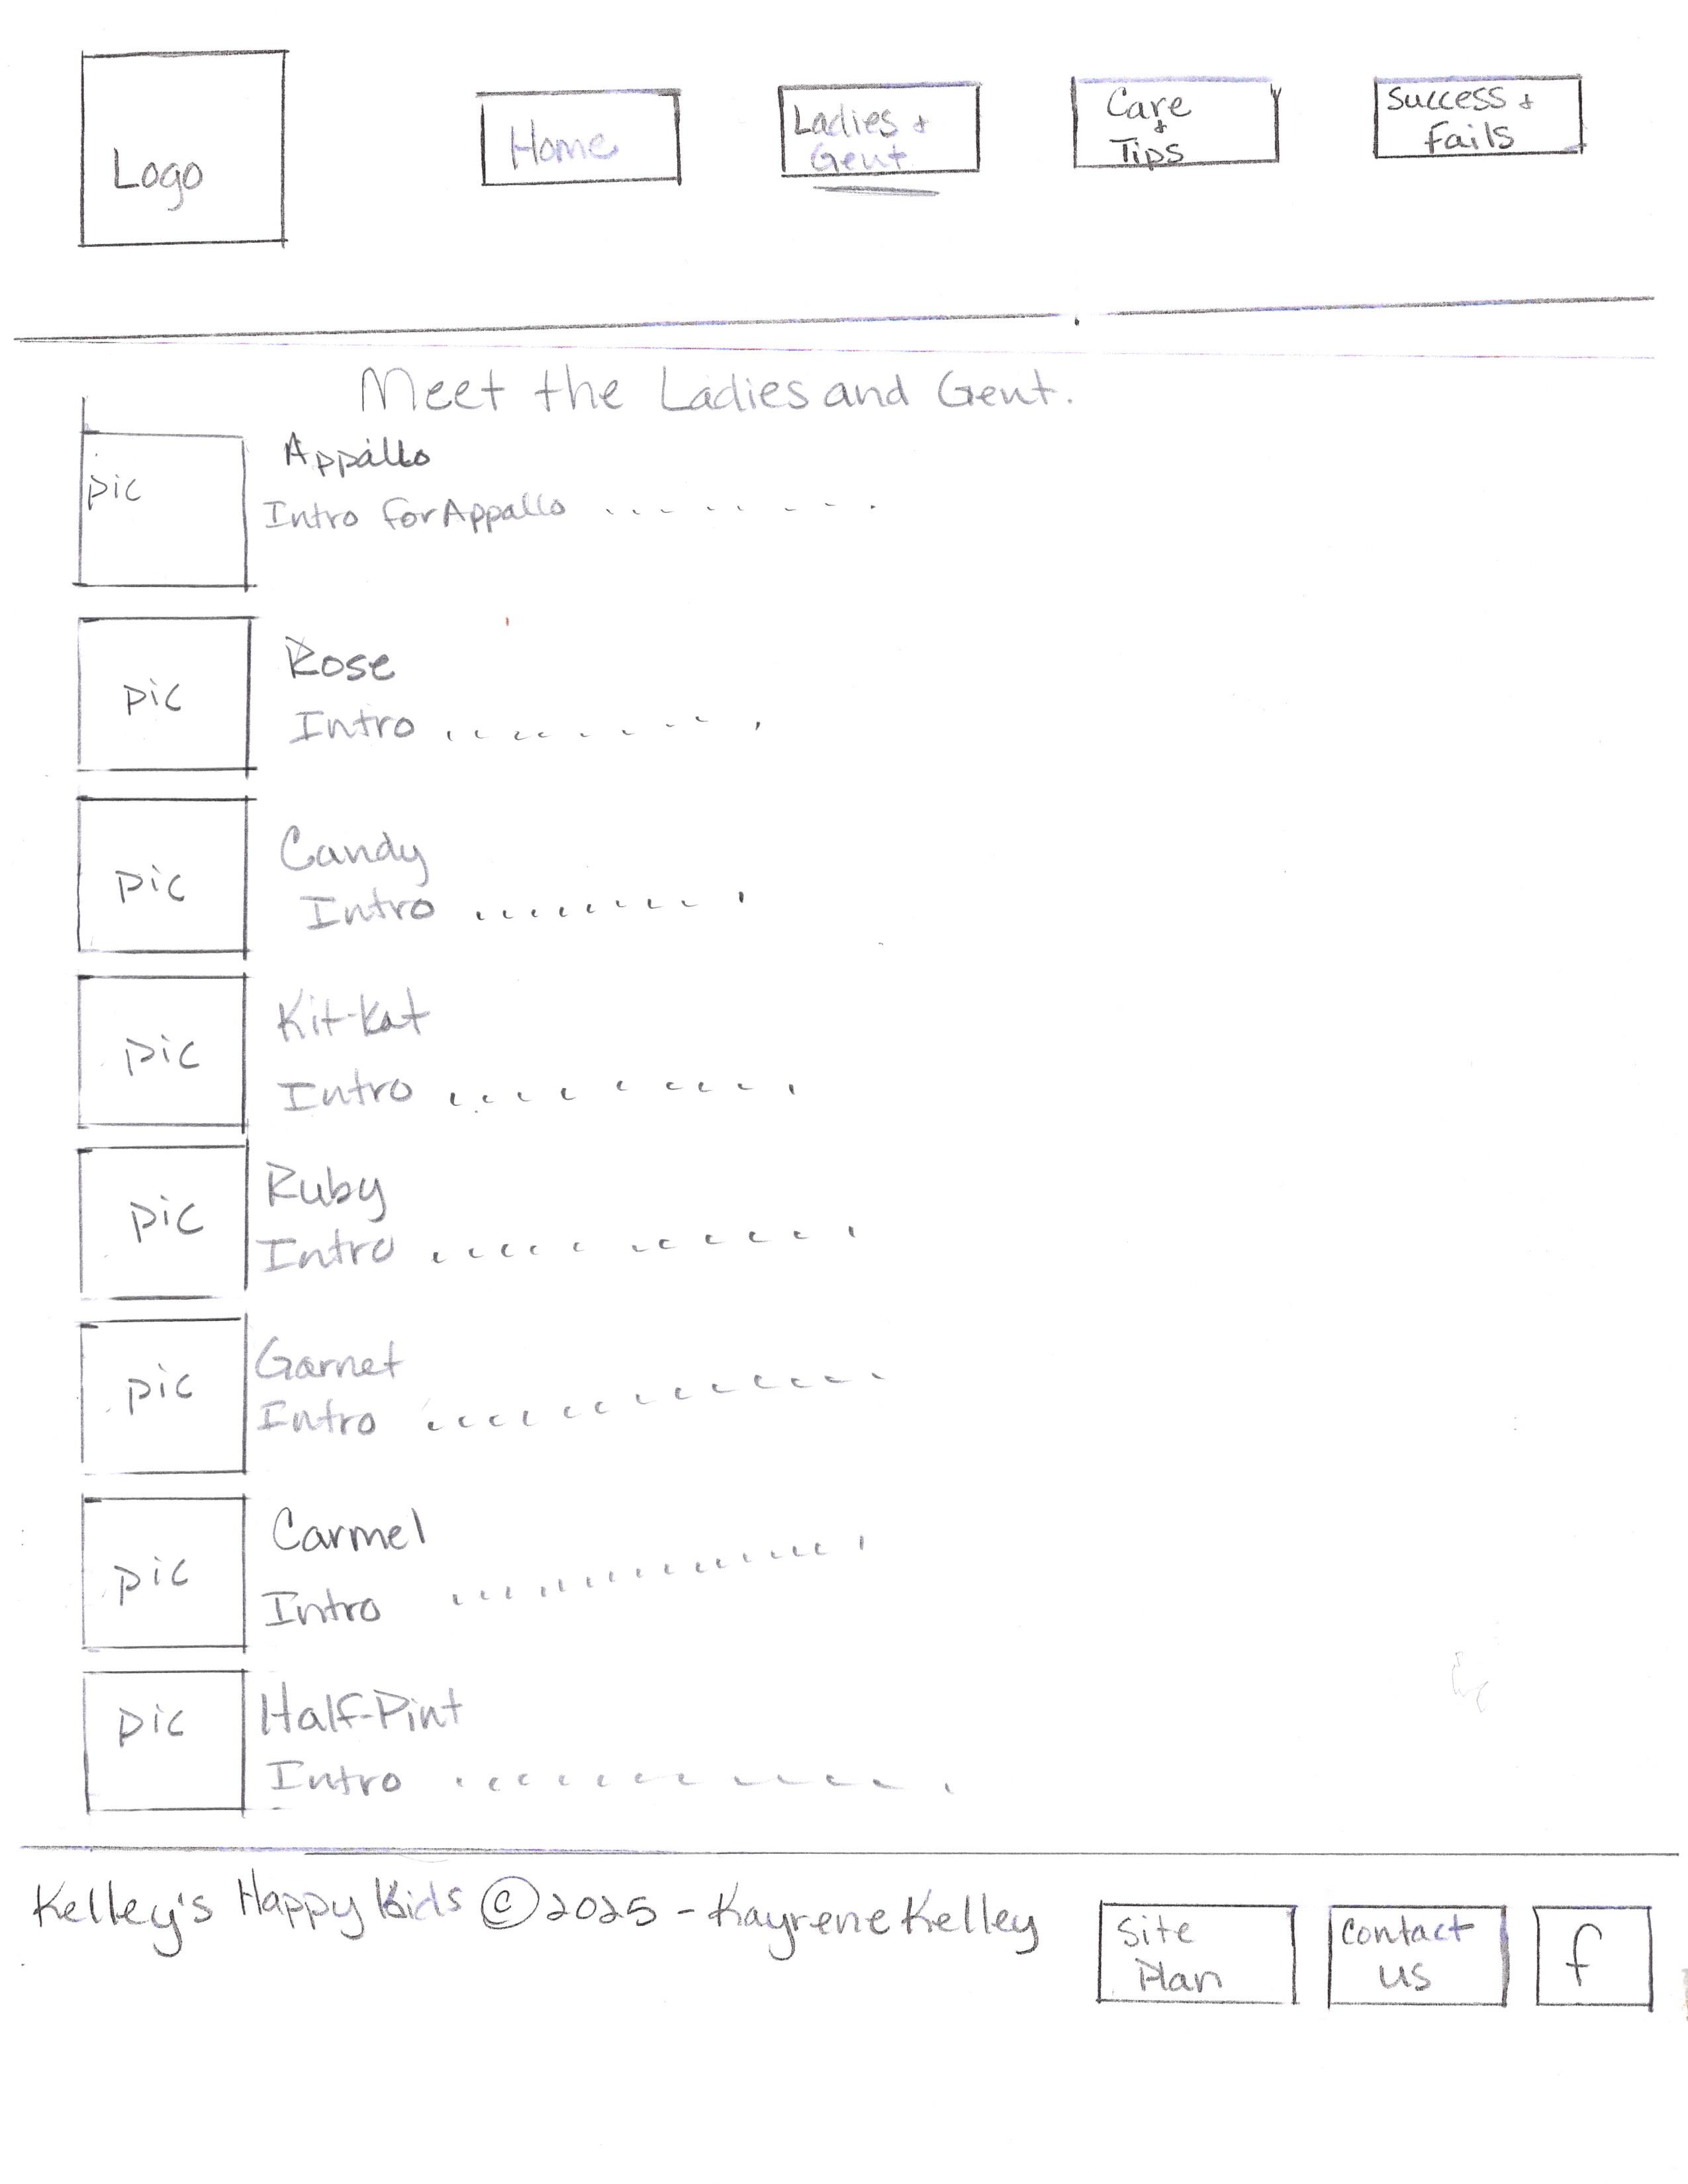 Logo
Home
Ladies +
Gent
Care
+
Tips
Success +
Fails
Meet the Ladies and Gent.
pic
Appallo
Intro for Appallo .........
pic
Rose
Intro ..........
pic
Candy
Intro ..........
pic
Kit-Kat
Intro ..........
pic
Ruby
Intro ..........
pic
Garnet
Intro .............
pic
Carmel
Intro ...............
pic
Half-Pint
Intro ...........
Kelley's Happy Kids © 2025 - Kayrene Kelley
Site
Plan
Contact
us
f